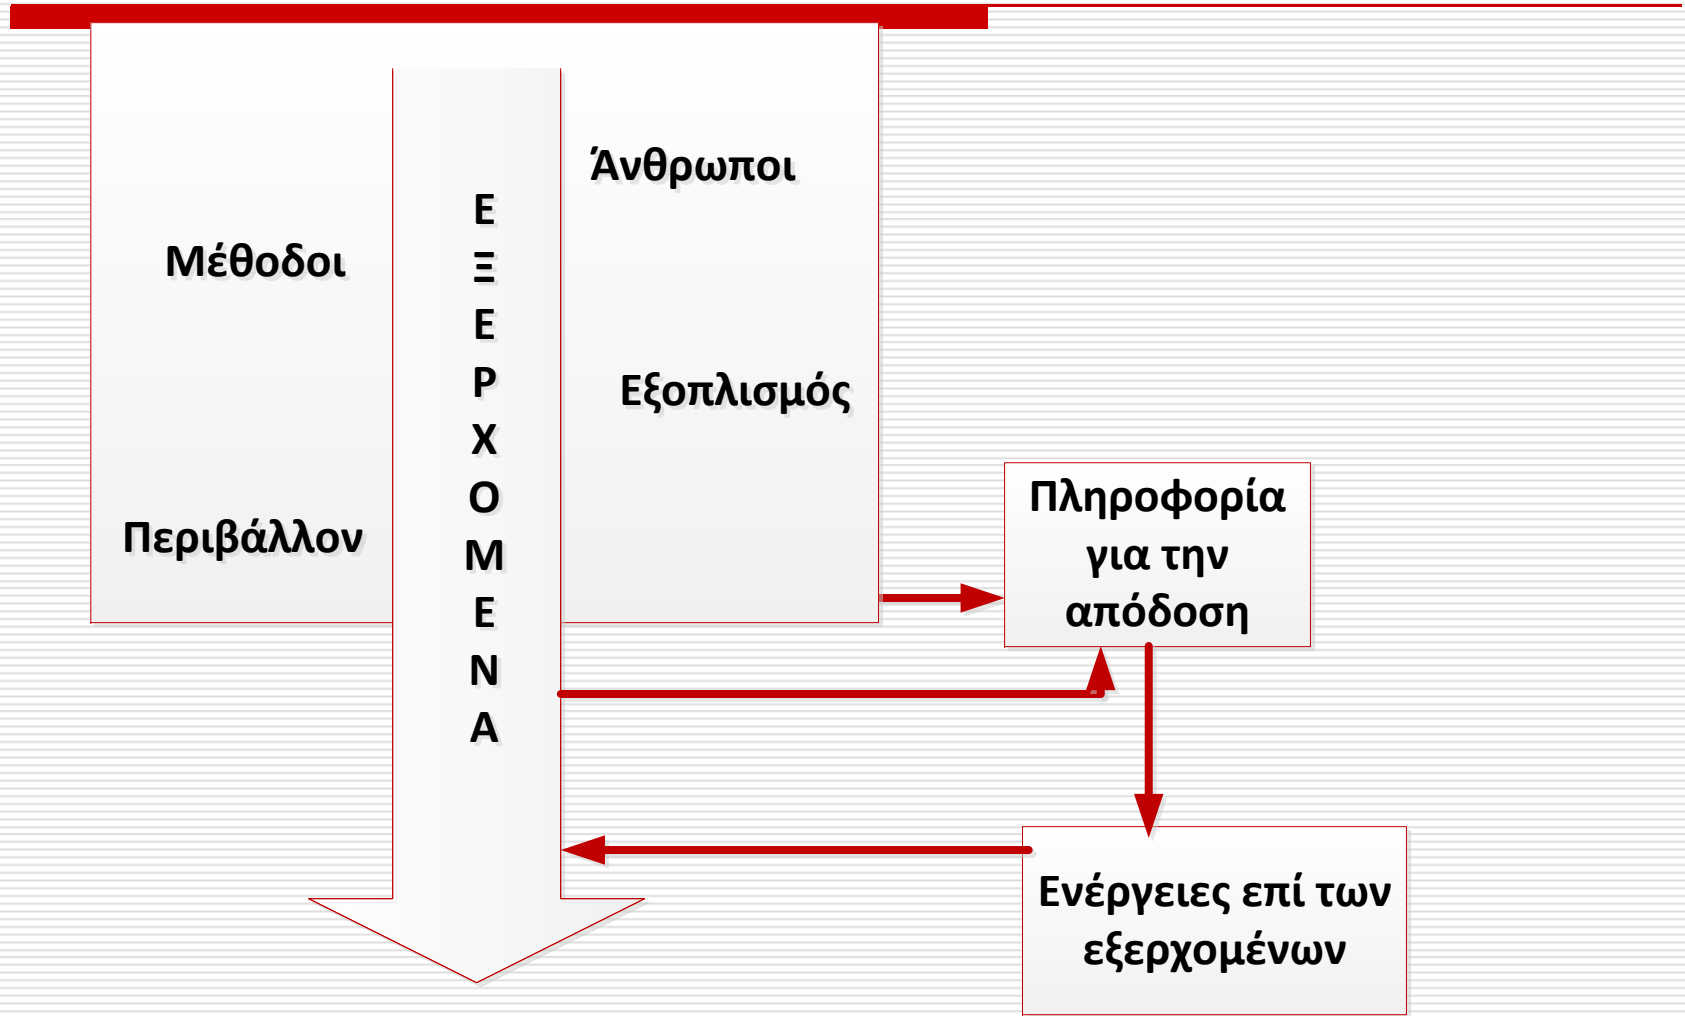 Άνθρωποι
Μέθοδοι
Εξοπλισμός
Περιβάλλον
Ε
Ξ
Ε
Ρ
Χ
Ο
Μ
Ε
Ν
Α
Πληροφορία
για την
απόδοση
Ενέργειες επί των
εξερχομένων